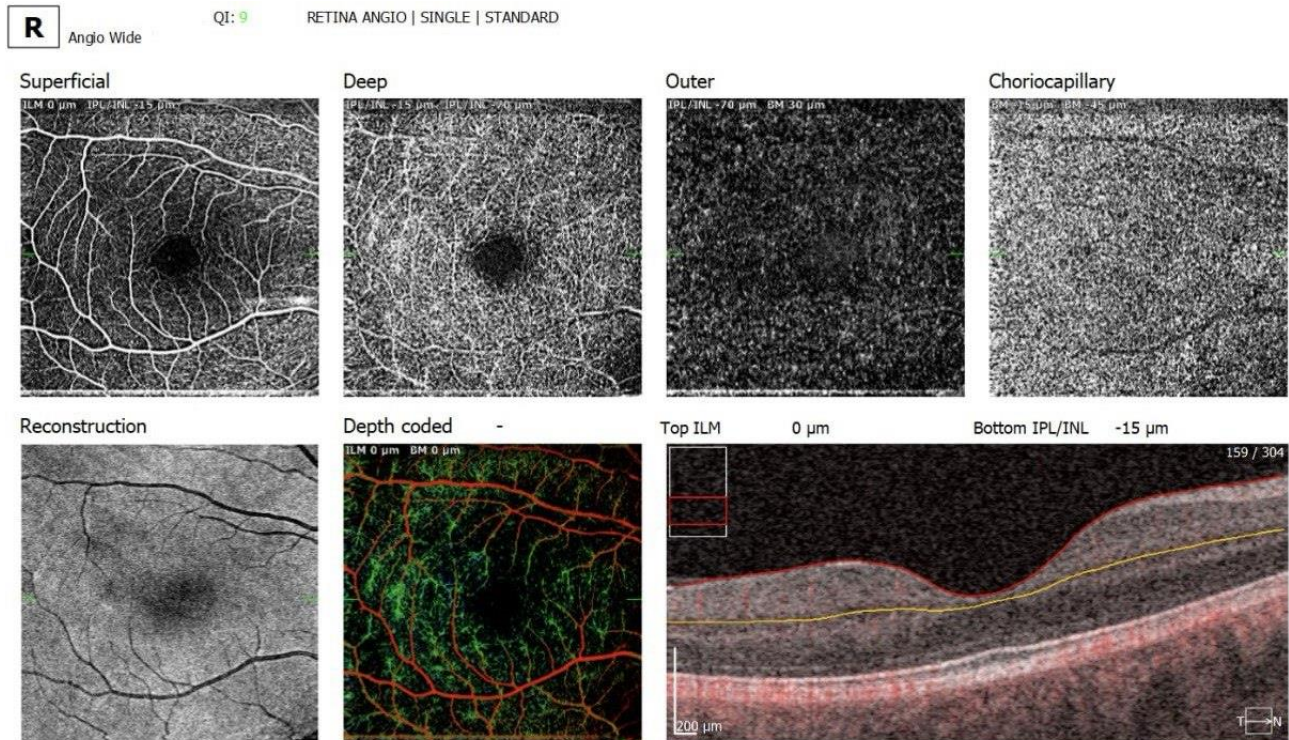 R Angio Wide QI: 9 RETINA ANGIO | SINGLE | STANDARD
Superficial Deep Outer Choriocapillary
ILM 0 µm IPL/INL -15 µm IPL/INL -15 µm IPL/INL -70 µm IPL/INL -70 µm BM 30 µm BM -15 µm BM -45 µm
Reconstruction Depth coded - Top ILM 0 µm Bottom IPL/INL -15 µm
ILM 0 µm BM 0 µm 159 / 304
200 µm T N